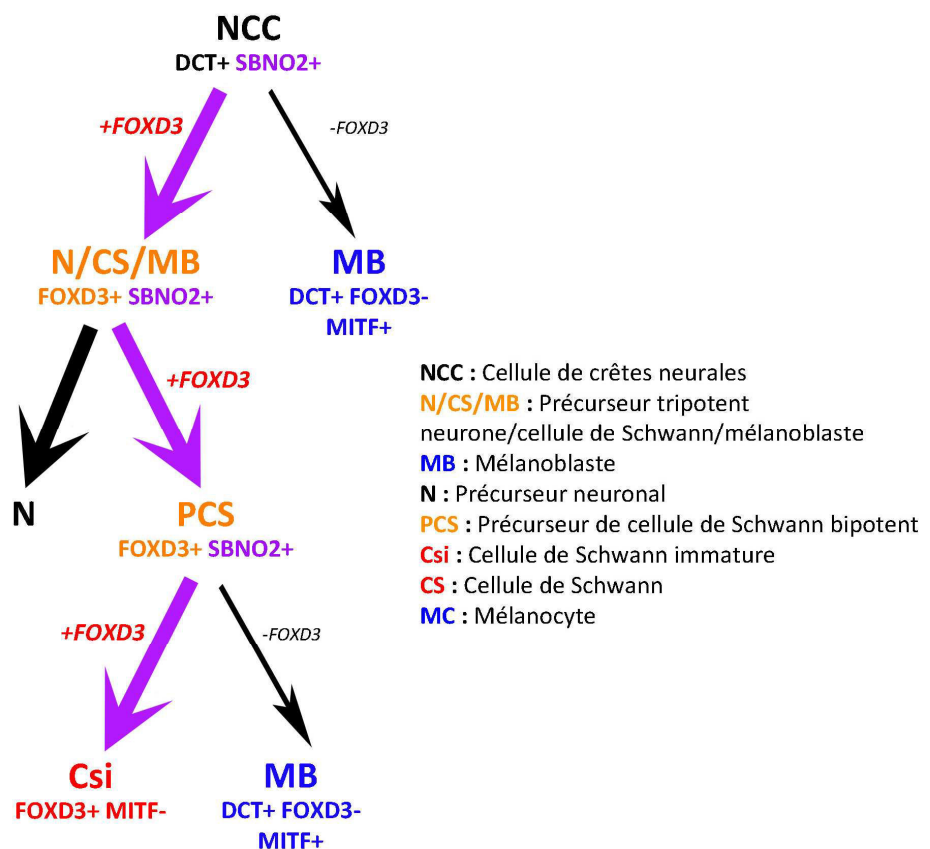 NCC
DCT+ SBNO2+
+FOXD3
-FOXD3
N/CS/MB
FOXD3+ SBNO2+
MB
DCT+ FOXD3-
MITF+
+FOXD3
N
PCS
FOXD3+ SBNO2+
+FOXD3
-FOXD3
Csi
FOXD3+ MITF-
MB
DCT+ FOXD3-
MITF+
NCC : Cellule de crêtes neurales
N/CS/MB : Précurseur tripotent
neurone/cellule de Schwann/mélanoblaste
MB : Mélanoblaste
N : Précurseur neuronal
PCS : Précurseur de cellule de Schwann bipotent
Csi : Cellule de Schwann immature
CS : Cellule de Schwann
MC : Mélanocyte